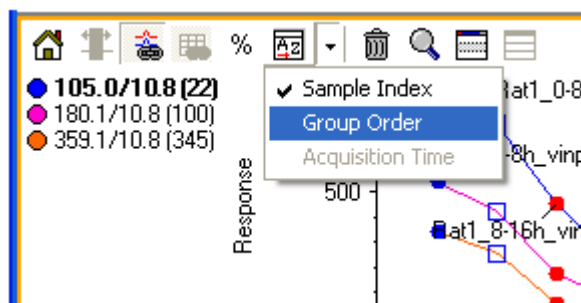 %
105.0/10.8 (22)
180.1/10.8 (100)
359.1/10.8 (345)
Sample Index
Group Order
Acquisition Time
Rat1_0-8
-8h_vinp
Response
500
Rat1_8-16h_vin